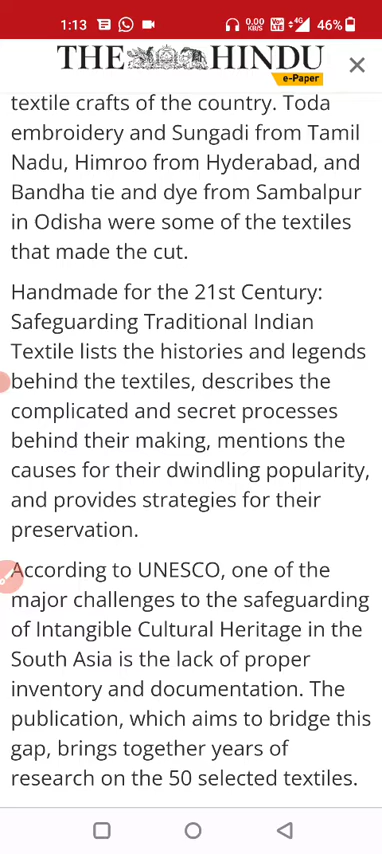 1:13 0.00 KB/S Vo) LTE 4G 46%
THE HINDU
e-Paper
textile crafts of the country. Toda
embroidery and Sungadi from Tamil
Nadu, Himroo from Hyderabad, and
Bandha tie and dye from Sambalpur
in Odisha were some of the textiles
that made the cut.
Handmade for the 21st Century:
Safeguarding Traditional Indian
Textile lists the histories and legends
behind the textiles, describes the
complicated and secret processes
behind their making, mentions the
causes for their dwindling popularity,
and provides strategies for their
preservation.
According to UNESCO, one of the
major challenges to the safeguarding
of Intangible Cultural Heritage in the
South Asia is the lack of proper
inventory and documentation. The
publication, which aims to bridge this
gap, brings together years of
research on the 50 selected textiles.